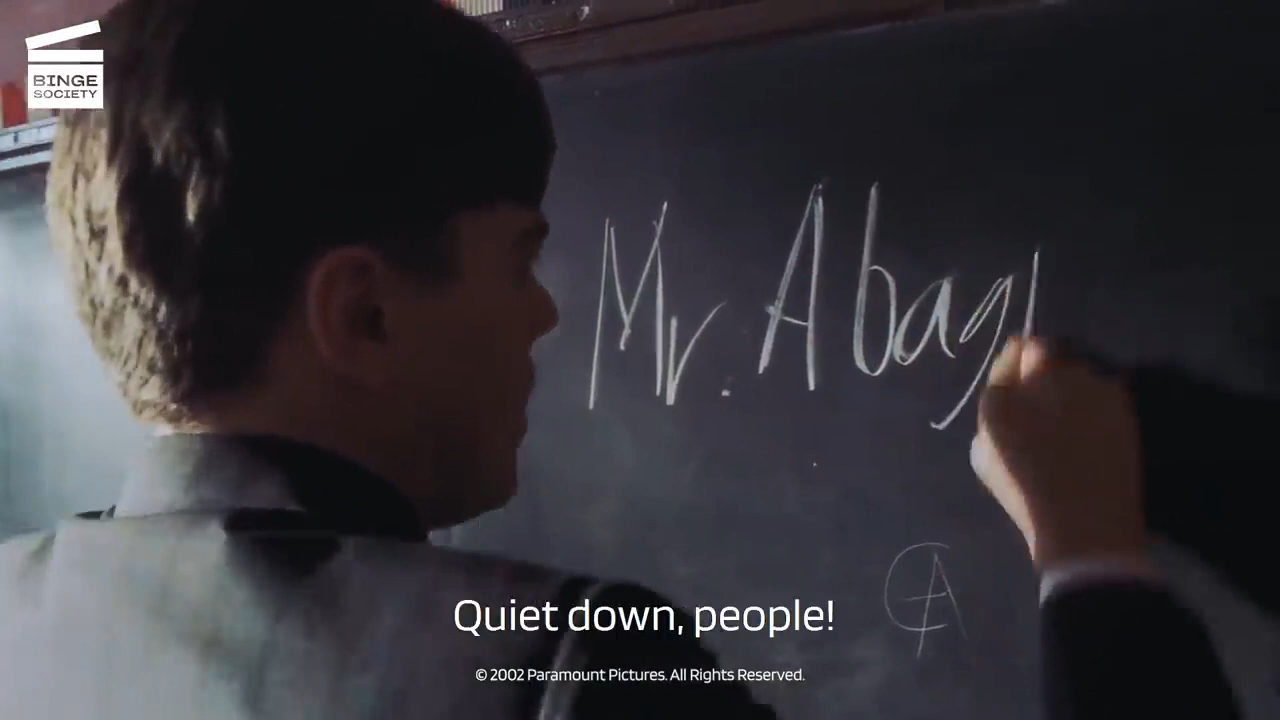 BINGE
SOCIETY
Mr. Abagl
Quiet down, people!
© 2002 Paramount Pictures. All Rights Reserved.